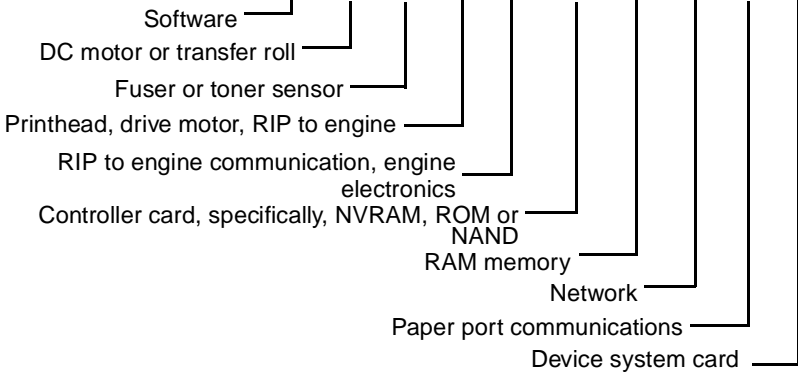 Software
DC motor or transfer roll
Fuser or toner sensor
Printhead, drive motor, RIP to engine
RIP to engine communication, engine
electronics
Controller card, specifically, NVRAM, ROM or
NAND
RAM memory
Network
Paper port communications
Device system card